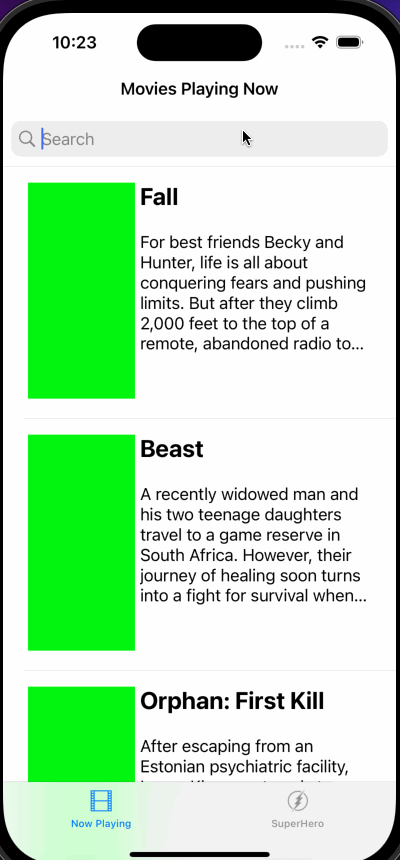 10:23
Movies Playing Now
Search
Fall
For best friends Becky and
Hunter, life is all about
conquering fears and pushing
limits. But after they climb
2,000 feet to the top of a
remote, abandoned radio to...
Beast
A recently widowed man and
his two teenage daughters
travel to a game reserve in
South Africa. However, their
journey of healing soon turns
into a fight for survival when...
Orphan: First Kill
After escaping from an
Estonian psychiatric facility,
Now Playing
SuperHero